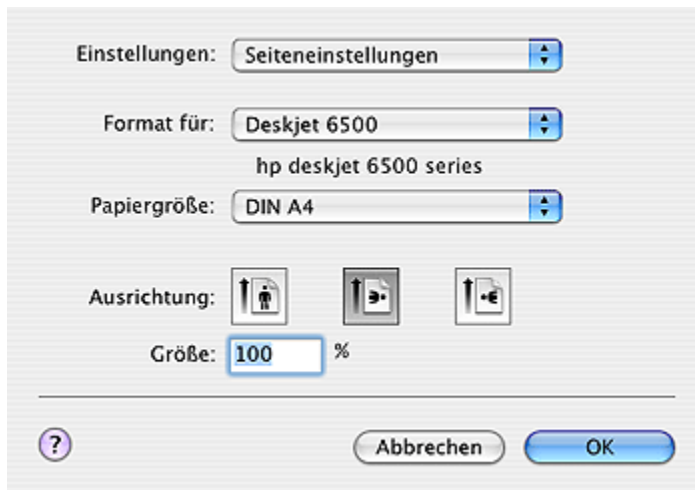 Einstellungen: Seiteneinstellungen
Format für: Deskjet 6500
hp deskjet 6500 series
Papiergröße: DIN A4
Ausrichtung:
Größe: 100 %
? Abbrechen OK